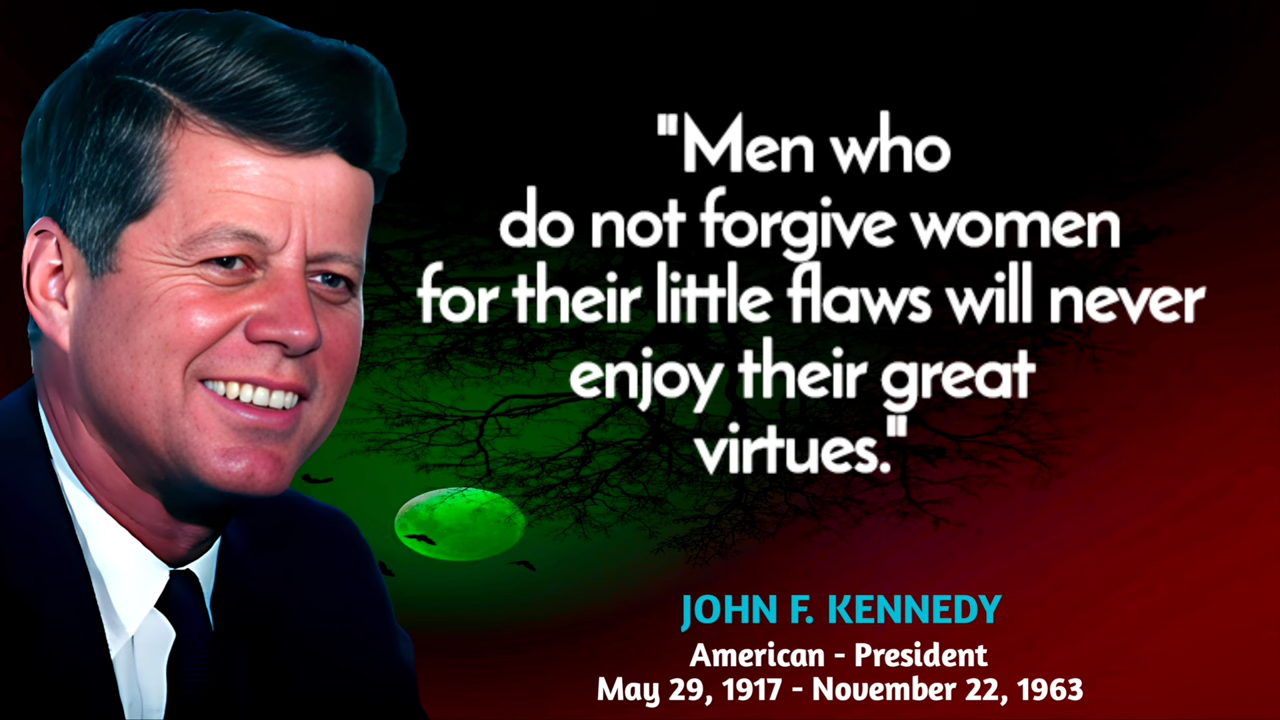 "Men who
do not forgive women
for their little flaws will never
enjoy their great
virtues."
JOHN F. KENNEDY
American - President
May 29, 1917 - November 22, 1963